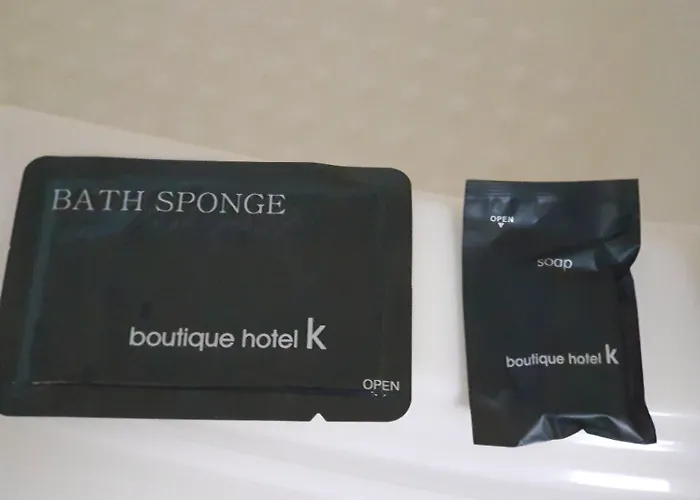 BATH SPONGE
boutique hotel k
OPEN
OPEN
soap
boutique hotel k